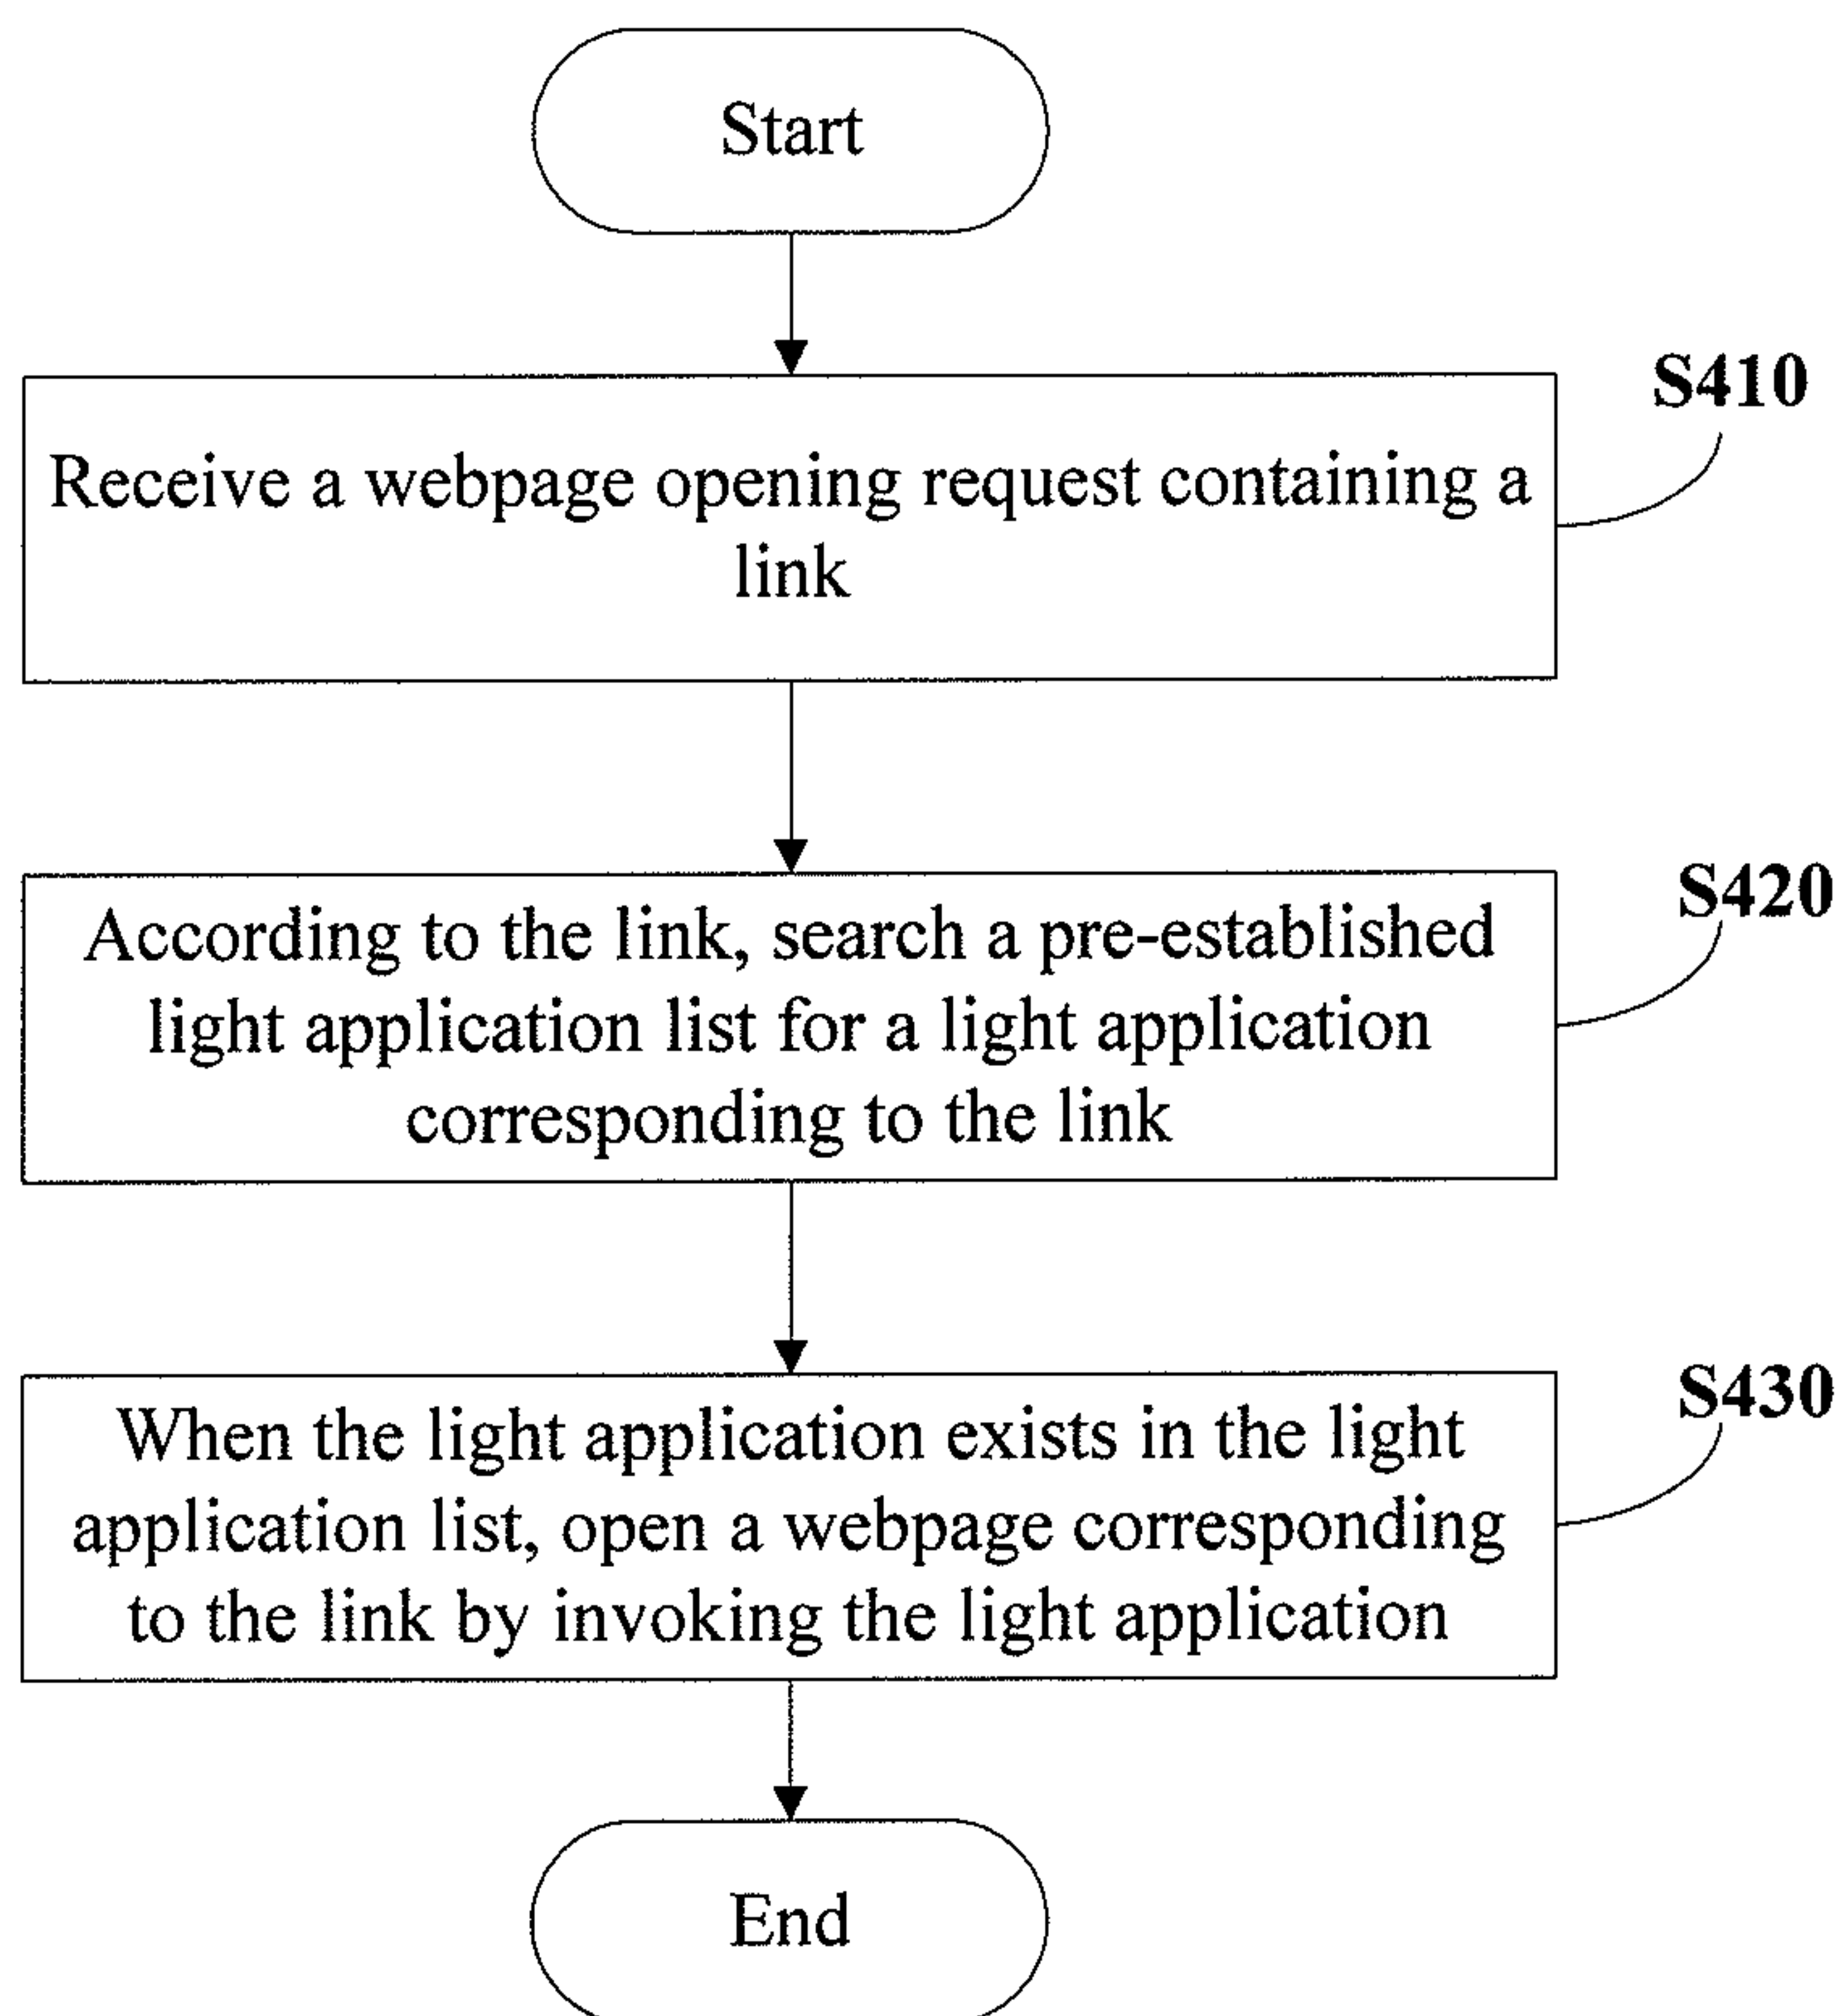 Start
S410
Receive a webpage opening request containing a
link
S420
According to the link, search a pre-established
light application list for a light application
corresponding to the link
S430
When the light application exists in the light
application list, open a webpage corresponding
to the link by invoking the light application
End